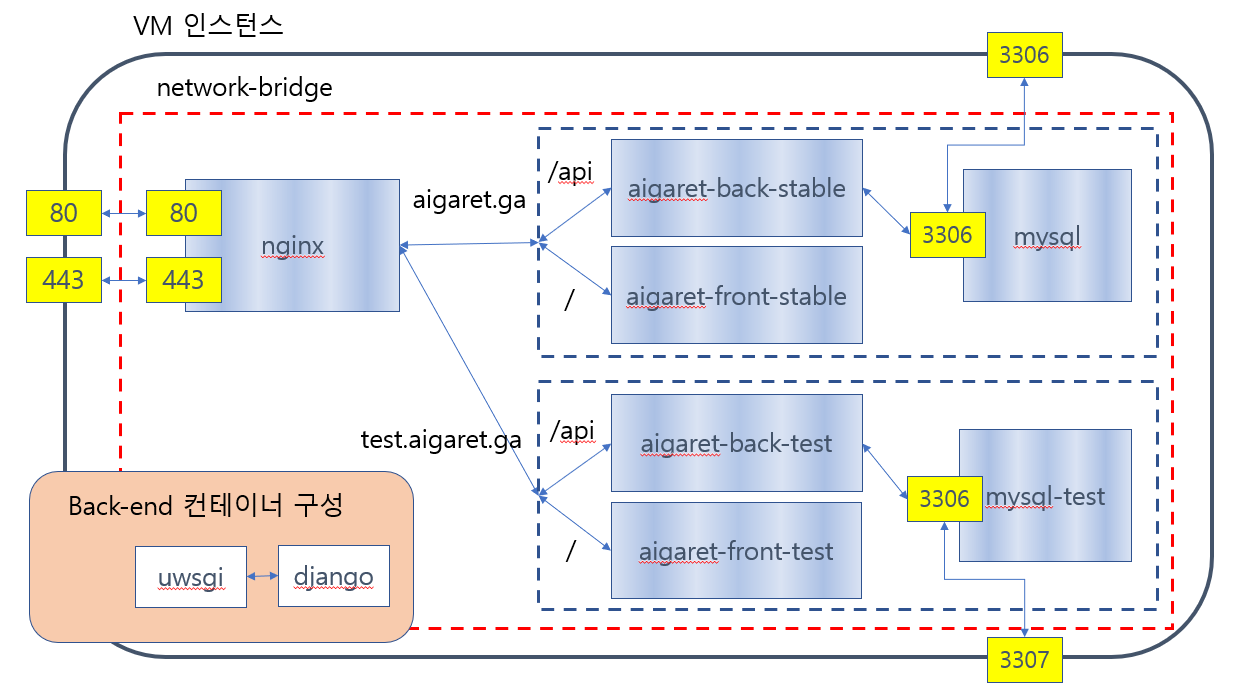 VM 인스턴스
3306
network-bridge
80
80
443
443
nginx
aigaret.ga
/api
aigaret-back-stable
/
aigaret-front-stable
3306
mysql
test.aigaret.ga
/api
aigaret-back-test
/
aigaret-front-test
3306
mysql-test
3307
Back-end 컨테이너 구성
uwsgi
django